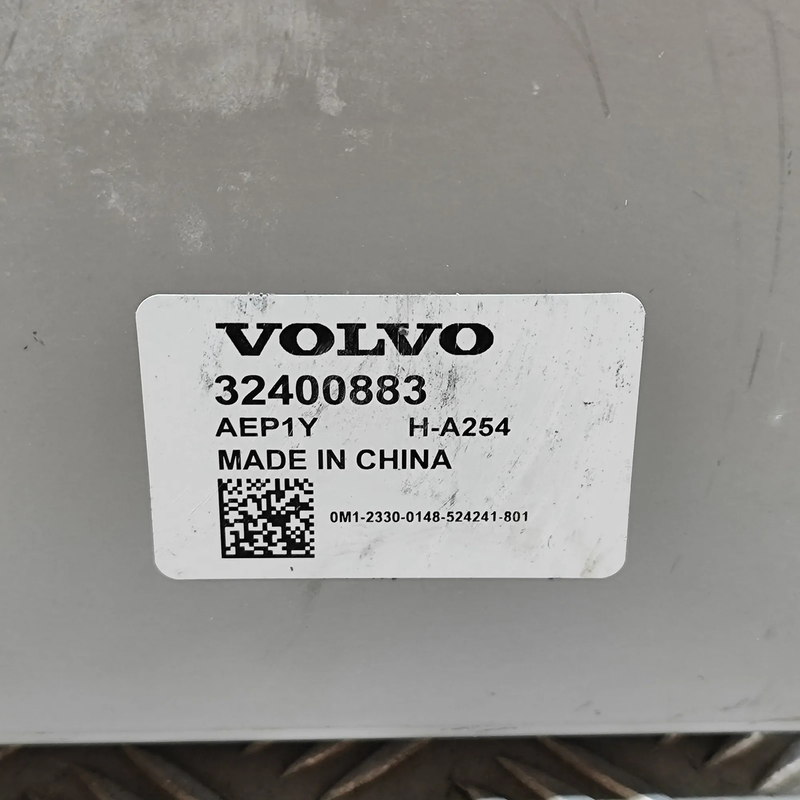 VOLVO
32400883
AEP1Y H-A254
MADE IN CHINA
0M1-2330-0148-524241-801